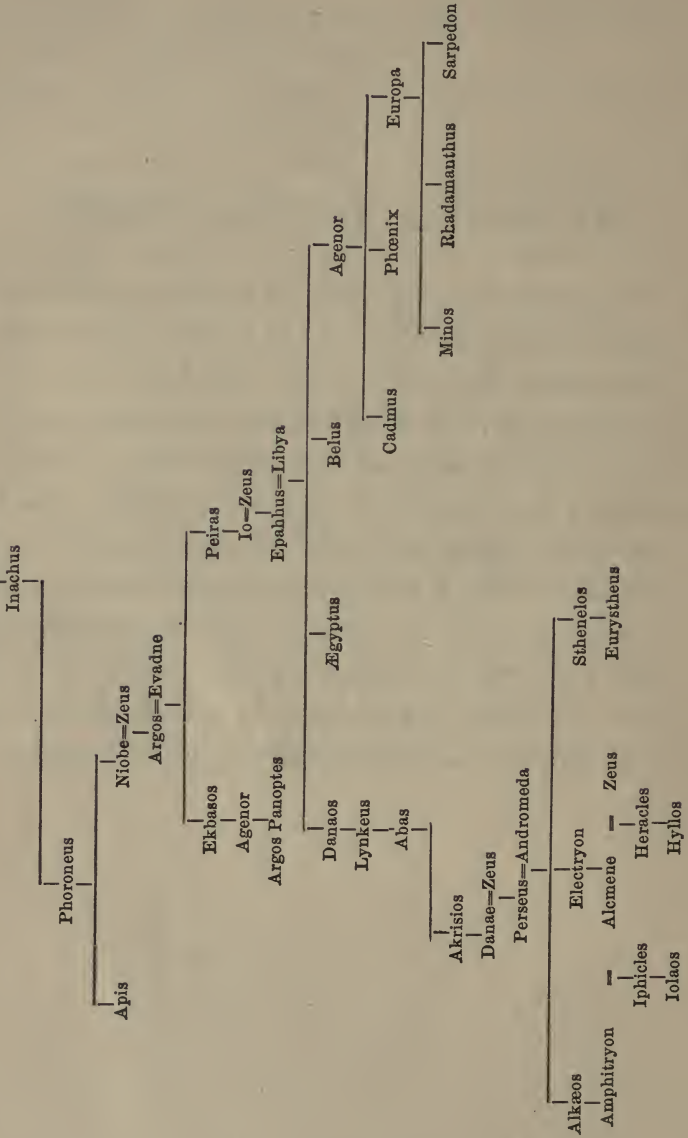 Inachus
Phoroneus
Apis Niobe=Zeus
Argos=Evadne
Ekbasos Peiras
Agenor Io=Zeus
Argos Panoptes Epahhus=Libya
Danaos Ægyptus Belus Agenor
Lynkeus
Abas Cadmus Phœnix Europa
Akrisios Minos Rhadamanthus Sarpedon
Danae=Zeus
Perseus=Andromeda
Alkæos Electryon Sthenelos
Amphitryon = Alcmene = Zeus Eurystheus
Iphicles Heracles
Iolaos Hyllos